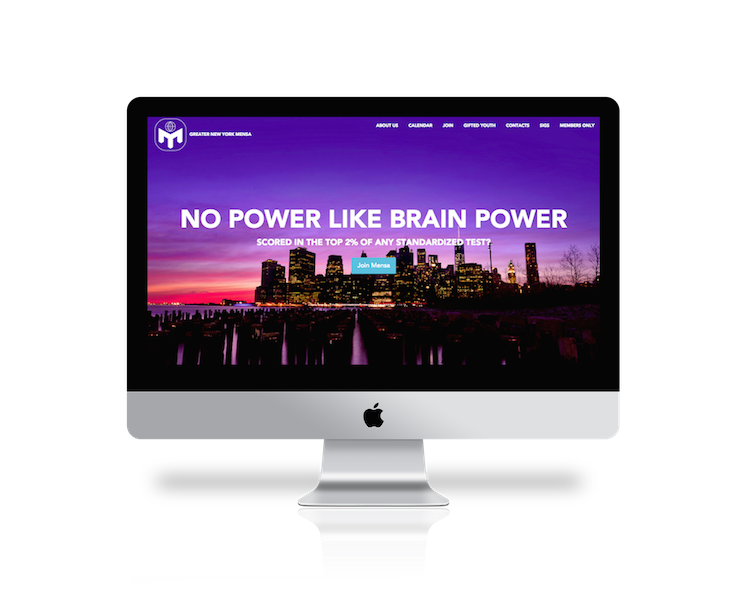 GREATER NEW YORK MENSA
ABOUT US CALENDAR JOIN GIFTED YOUTH CONTACTS SIGS MEMBERS ONLY
NO POWER LIKE BRAIN POWER
SCORED IN THE TOP 2% OF ANY STANDARDIZED TEST?
Join Mensa